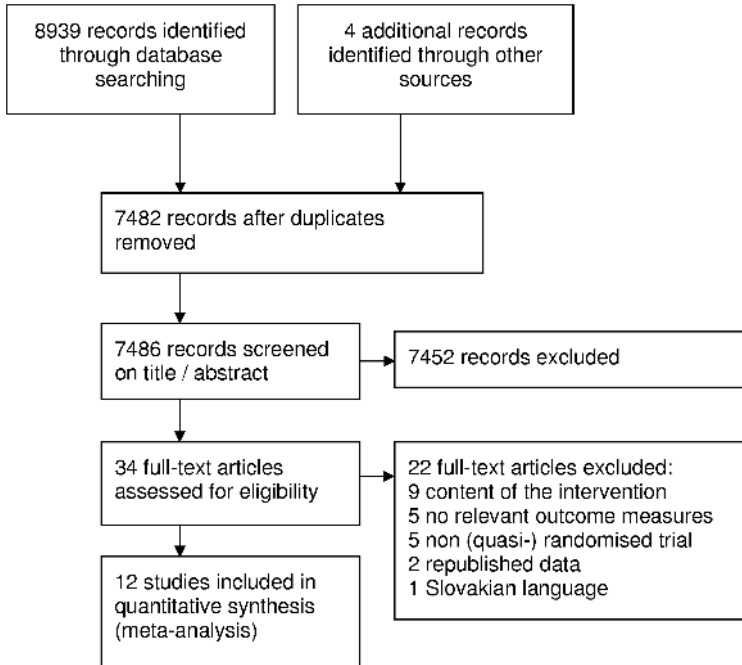 8939 records identified
through database
searching
4 additional records
identified through other
sources
7482 records after duplicates
removed
7486 records screened
on title / abstract
7452 records excluded
34 full-text articles
assessed for eligibility
22 full-text articles excluded:
9 content of the intervention
5 no relevant outcome measures
5 non (quasi-) randomised trial
2 republished data
1 Slovakian language
12 studies included in
quantitative synthesis
(meta-analysis)